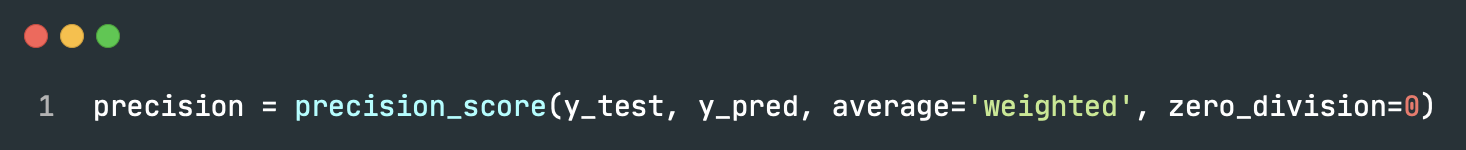 1 precision = precision_score(y_test, y_pred, average='weighted', zero_division=0)